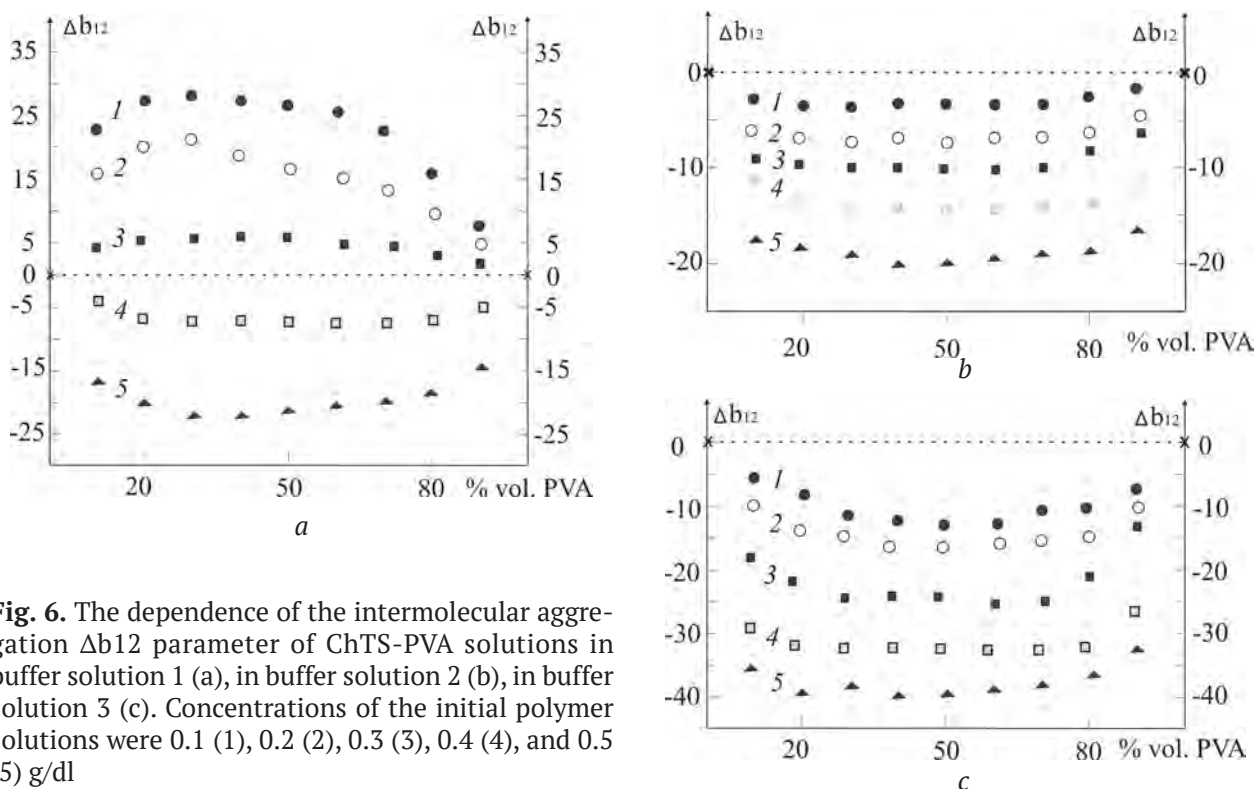 Δb12 Δb12
35 35
25 25
15 15
5 5
0 0
-5 -5
-15 -15
-25 -25
1
2
3
4
5
20 50 80 % vol. PVA
a
Δb12 Δb12
0 0
-10 -10
-20 -20
1
2
3
4
5
20 50 80 % vol. PVA
b
Δb12 Δb12
0 0
-10 -10
-20 -20
-30 -30
-40 -40
1
2
3
4
5
20 50 80 % vol. PVA
c
Fig. 6. The dependence of the intermolecular aggre-
gation Δb12 parameter of ChTS-PVA solutions in
buffer solution 1 (a), in buffer solution 2 (b), in buffer
solution 3 (c). Concentrations of the initial polymer
solutions were 0.1 (1), 0.2 (2), 0.3 (3), 0.4 (4), and 0.5
(5) g/dl